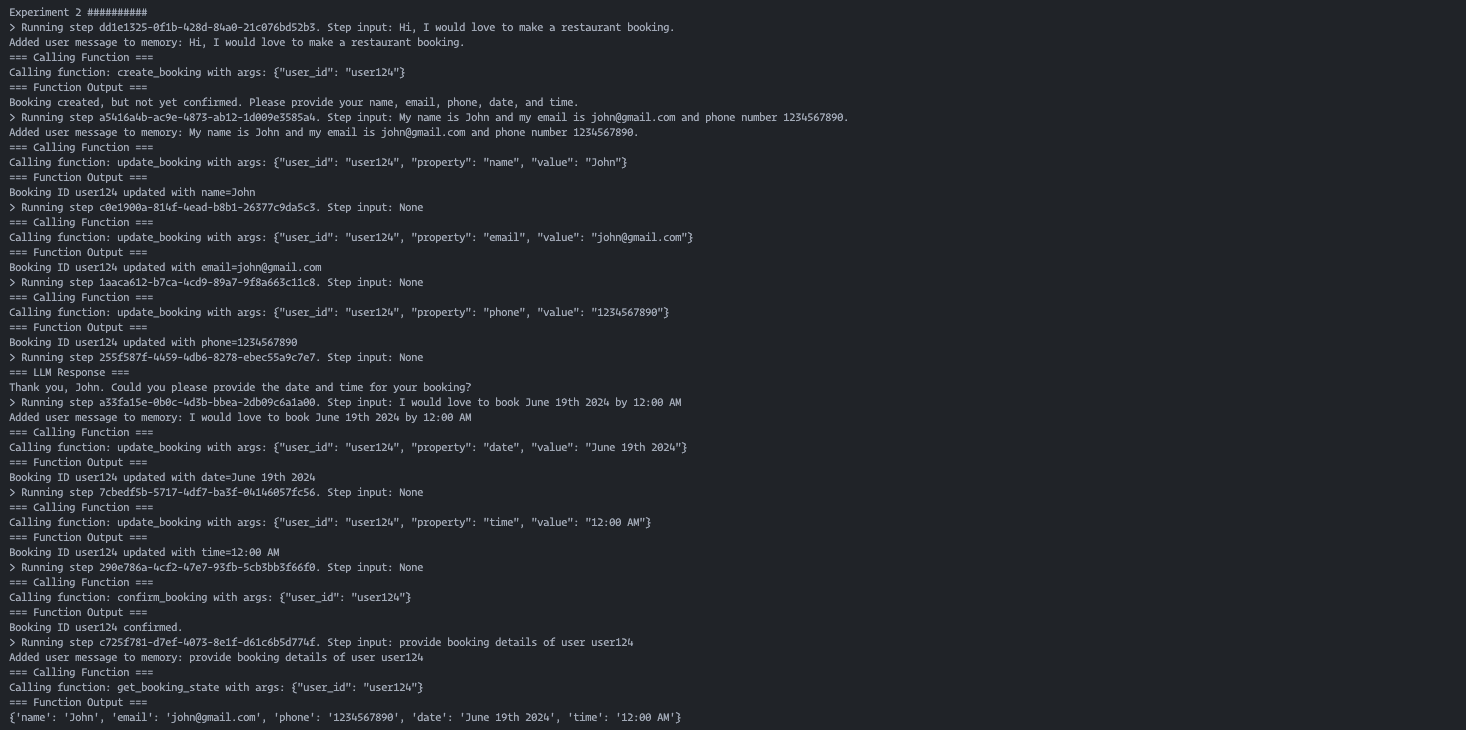 Experiment 2 ##########
> Running step dd1e1325-0f1b-428d-84a0-21c076bd52b3. Step input: Hi, I would love to make a restaurant booking.
Added user message to memory: Hi, I would love to make a restaurant booking.
=== Calling Function ===
Calling function: create_booking with args: {"user_id": "user124"}
=== Function Output ===
Booking created, but not yet confirmed. Please provide your name, email, phone, date, and time.
> Running step a5416a4b-ac9e-4873-ab12-1d009e3585a4. Step input: My name is John and my email is john@gmail.com and phone number 1234567890.
Added user message to memory: My name is John and my email is john@gmail.com and phone number 1234567890.
=== Calling Function ===
Calling function: update_booking with args: {"user_id": "user124", "property": "name", "value": "John"}
=== Function Output ===
Booking ID user124 updated with name=John
> Running step c0e1900a-814f-4ead-b8b1-26377c9da5c3. Step input: None
=== Calling Function ===
Calling function: update_booking with args: {"user_id": "user124", "property": "email", "value": "john@gmail.com"}
=== Function Output ===
Booking ID user124 updated with email=john@gmail.com
> Running step 1aaca612-b7ca-4cd9-89a7-9f8a663c11c8. Step input: None
=== Calling Function ===
Calling function: update_booking with args: {"user_id": "user124", "property": "phone", "value": "1234567890"}
=== Function Output ===
Booking ID user124 updated with phone=1234567890
> Running step 255f587f-4459-4db6-8278-ebec55a9c7e7. Step input: None
=== LLM Response ===
Thank you, John. Could you please provide the date and time for your booking?
> Running step a33fa15e-0b0c-4d3b-bbea-2db09c6a1a00. Step input: I would love to book June 19th 2024 by 12:00 AM
Added user message to memory: I would love to book June 19th 2024 by 12:00 AM
=== Calling Function ===
Calling function: update_booking with args: {"user_id": "user124", "property": "date", "value": "June 19th 2024"}
=== Function Output ===
Booking ID user124 updated with date=June 19th 2024
> Running step 7cbedf5b-5717-4df7-ba3f-04146057fc56. Step input: None
=== Calling Function ===
Calling function: update_booking with args: {"user_id": "user124", "property": "time", "value": "12:00 AM"}
=== Function Output ===
Booking ID user124 updated with time=12:00 AM
> Running step 290e786a-4cf2-47e7-93fb-5cb3bb3f66f0. Step input: None
=== Calling Function ===
Calling function: confirm_booking with args: {"user_id": "user124"}
=== Function Output ===
Booking ID user124 confirmed.
> Running step c725f781-d7ef-4073-8e1f-d61c6b5d774f. Step input: provide booking details of user user124
Added user message to memory: provide booking details of user user124
=== Calling Function ===
Calling function: get_booking_state with args: {"user_id": "user124"}
=== Function Output ===
{'name': 'John', 'email': 'john@gmail.com', 'phone': '1234567890', 'date': 'June 19th 2024', 'time': '12:00 AM'}